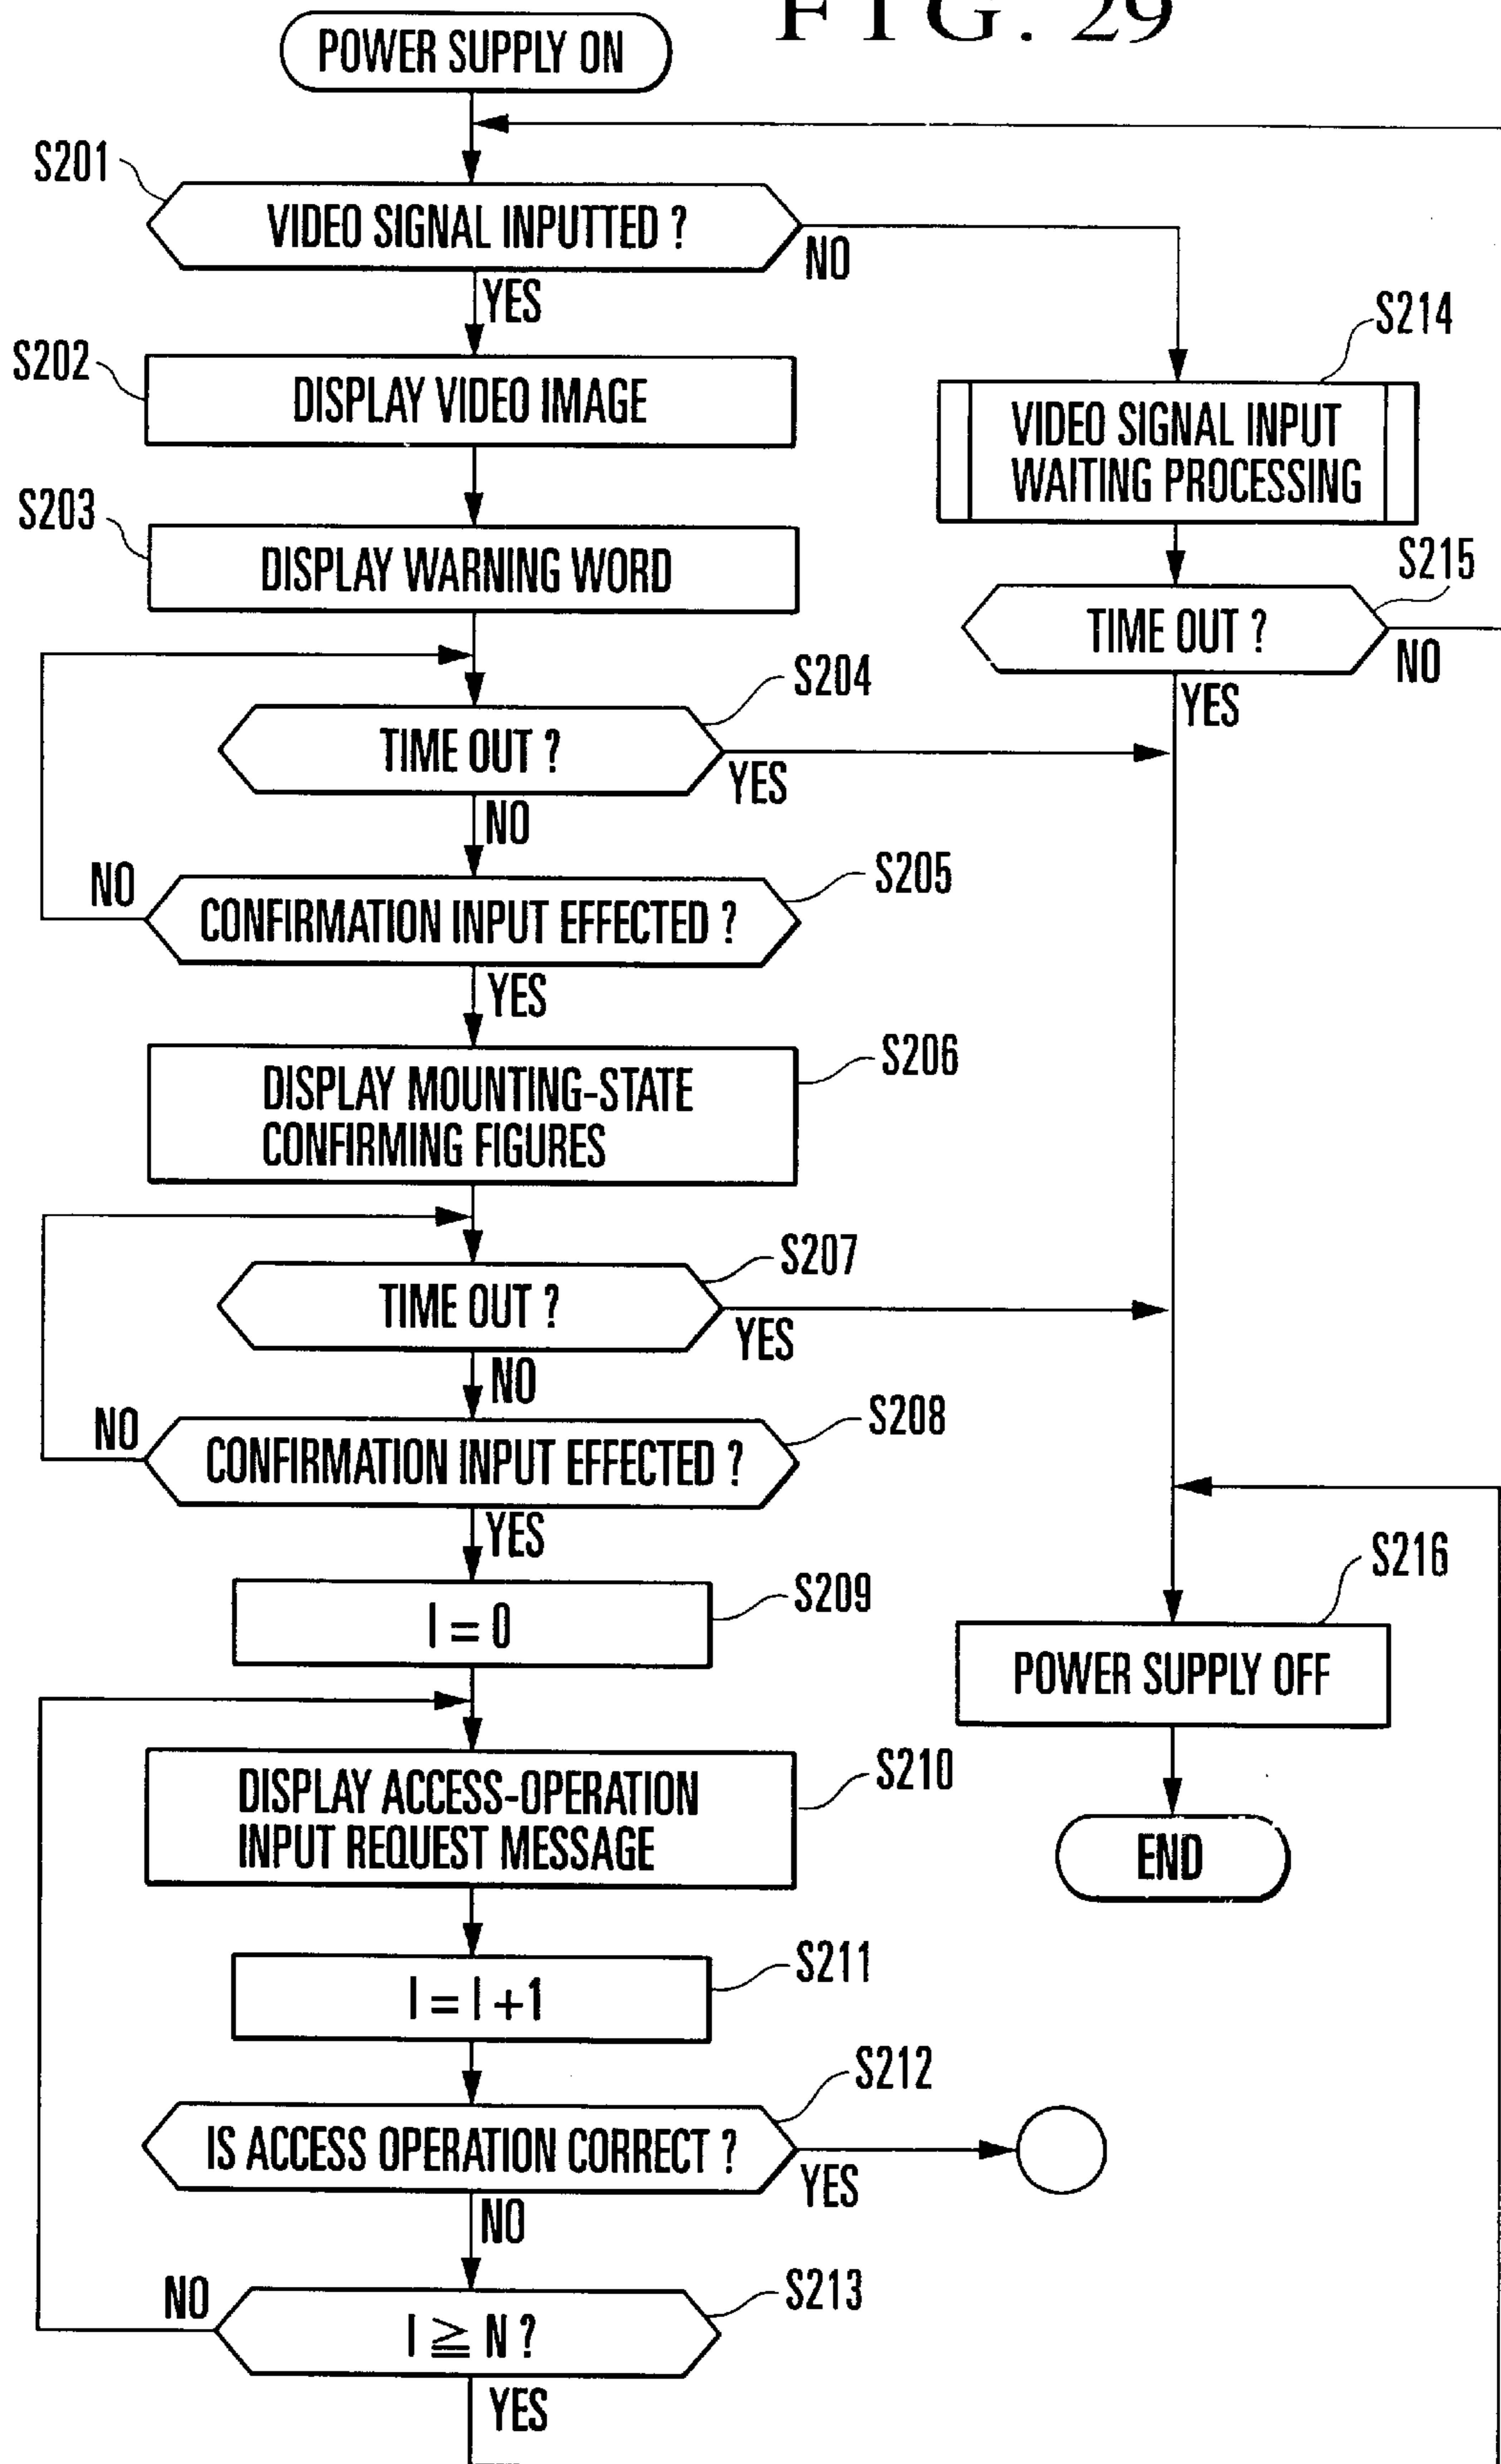 FIG. 29
POWER SUPPLY ON
S201
VIDEO SIGNAL INPUTTED ?
NO
YES
S202
DISPLAY VIDEO IMAGE
S214
VIDEO SIGNAL INPUT
WAITING PROCESSING
S203
DISPLAY WARNING WORD
S215
TIME OUT ?
NO
YES
S204
TIME OUT ?
YES
NO
S205
NO
CONFIRMATION INPUT EFFECTED ?
YES
S206
DISPLAY MOUNTING-STATE
CONFIRMING FIGURES
S207
TIME OUT ?
YES
NO
S208
NO
CONFIRMATION INPUT EFFECTED ?
YES
S209
I = 0
S216
POWER SUPPLY OFF
S210
DISPLAY ACCESS-OPERATION
INPUT REQUEST MESSAGE
END
S211
I = I +1
S212
IS ACCESS OPERATION CORRECT ?
YES
NO
S213
NO
I ≧ N ?
YES